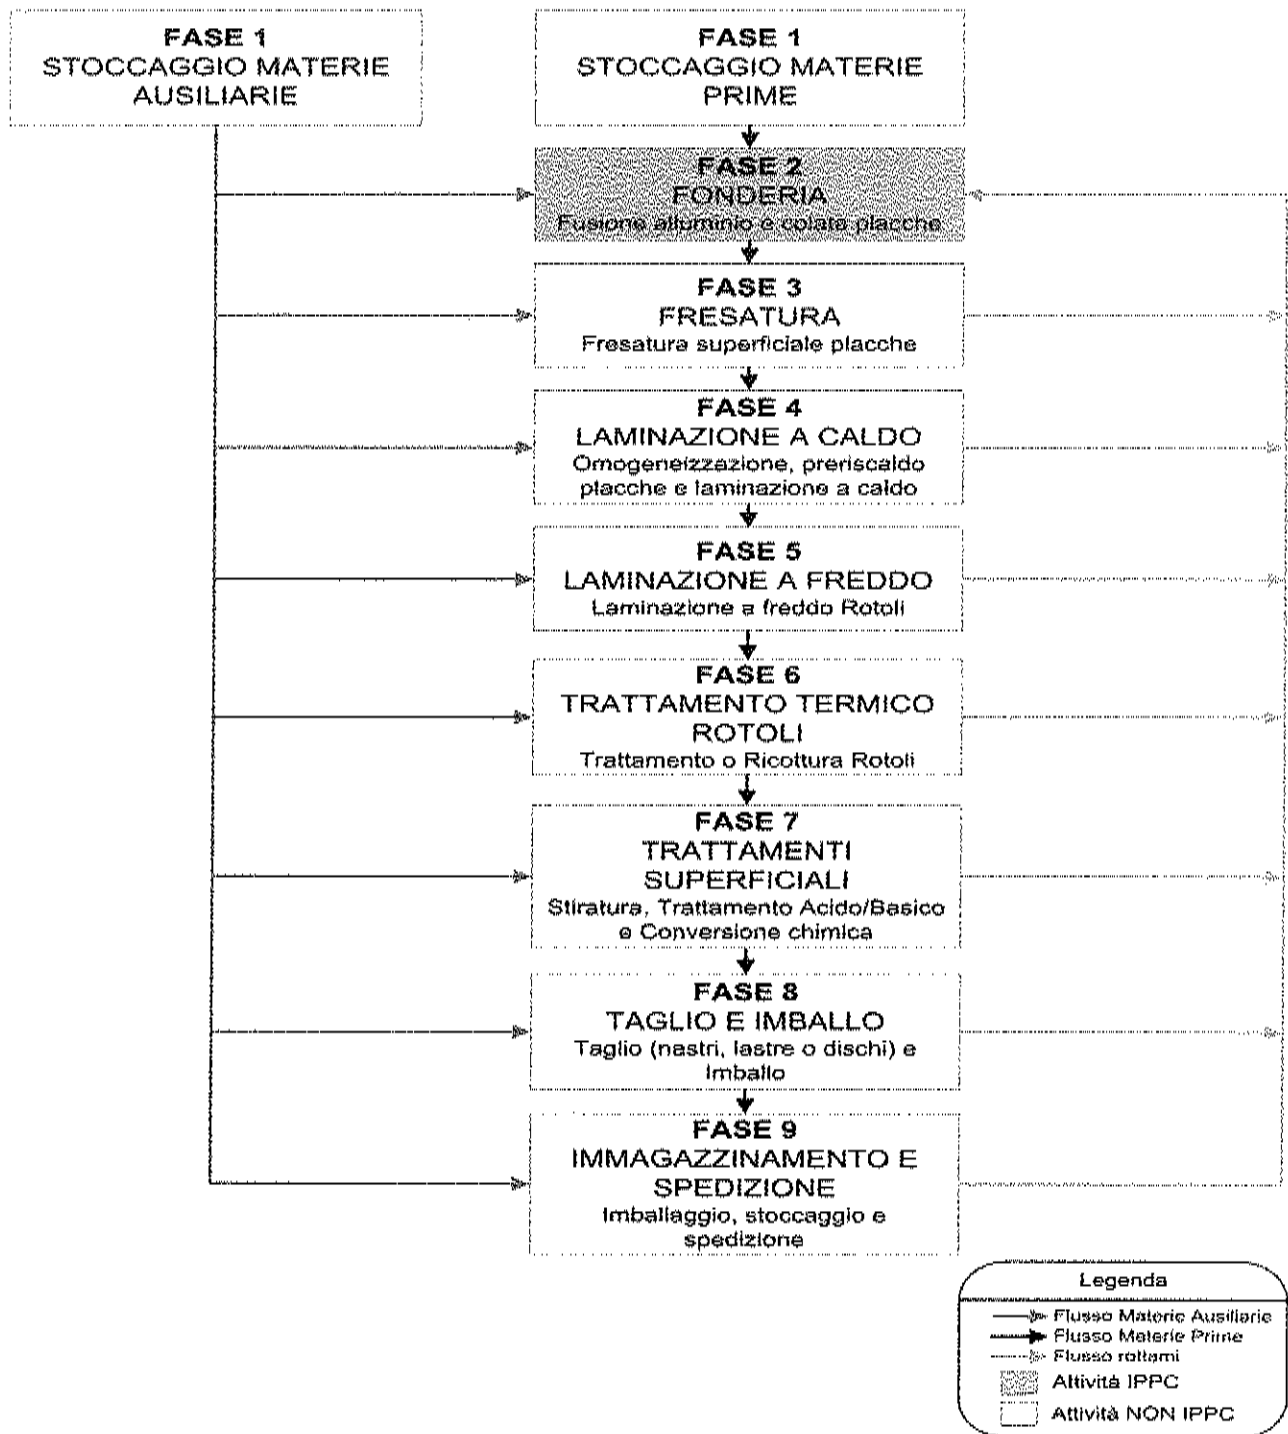 FASE 1
STOCCAGGIO MATERIE
AUSILIARIE
FASE 1
STOCCAGGIO MATERIE
PRIME
FASE 2
FONDERIA
Fusione alluminio e colata placche
FASE 3
FRESATURA
Fresatura superficiale placche
FASE 4
LAMINAZIONE A CALDO
Omogeneizzazione, preriscaldo
placche e laminazione a caldo
FASE 5
LAMINAZIONE A FREDDO
Laminazione a freddo Rotoli
FASE 6
TRATTAMENTO TERMICO
ROTOLI
Trattamento o Ricottura Rotoli
FASE 7
TRATTAMENTI
SUPERFICIALI
Stiratura, Trattamento Acido/Basico
e Conversione chimica
FASE 8
TAGLIO E IMBALLO
Taglio (nastri, lastre o dischi) e
Imballo
FASE 9
IMMAGAZZINAMENTO E
SPEDIZIONE
Imballaggio, stoccaggio e
spedizione
Legenda
Flusso Materie Ausiliarie
Flusso Materie Prime
Flusso rottami
Attività IPPC
Attività NON IPPC